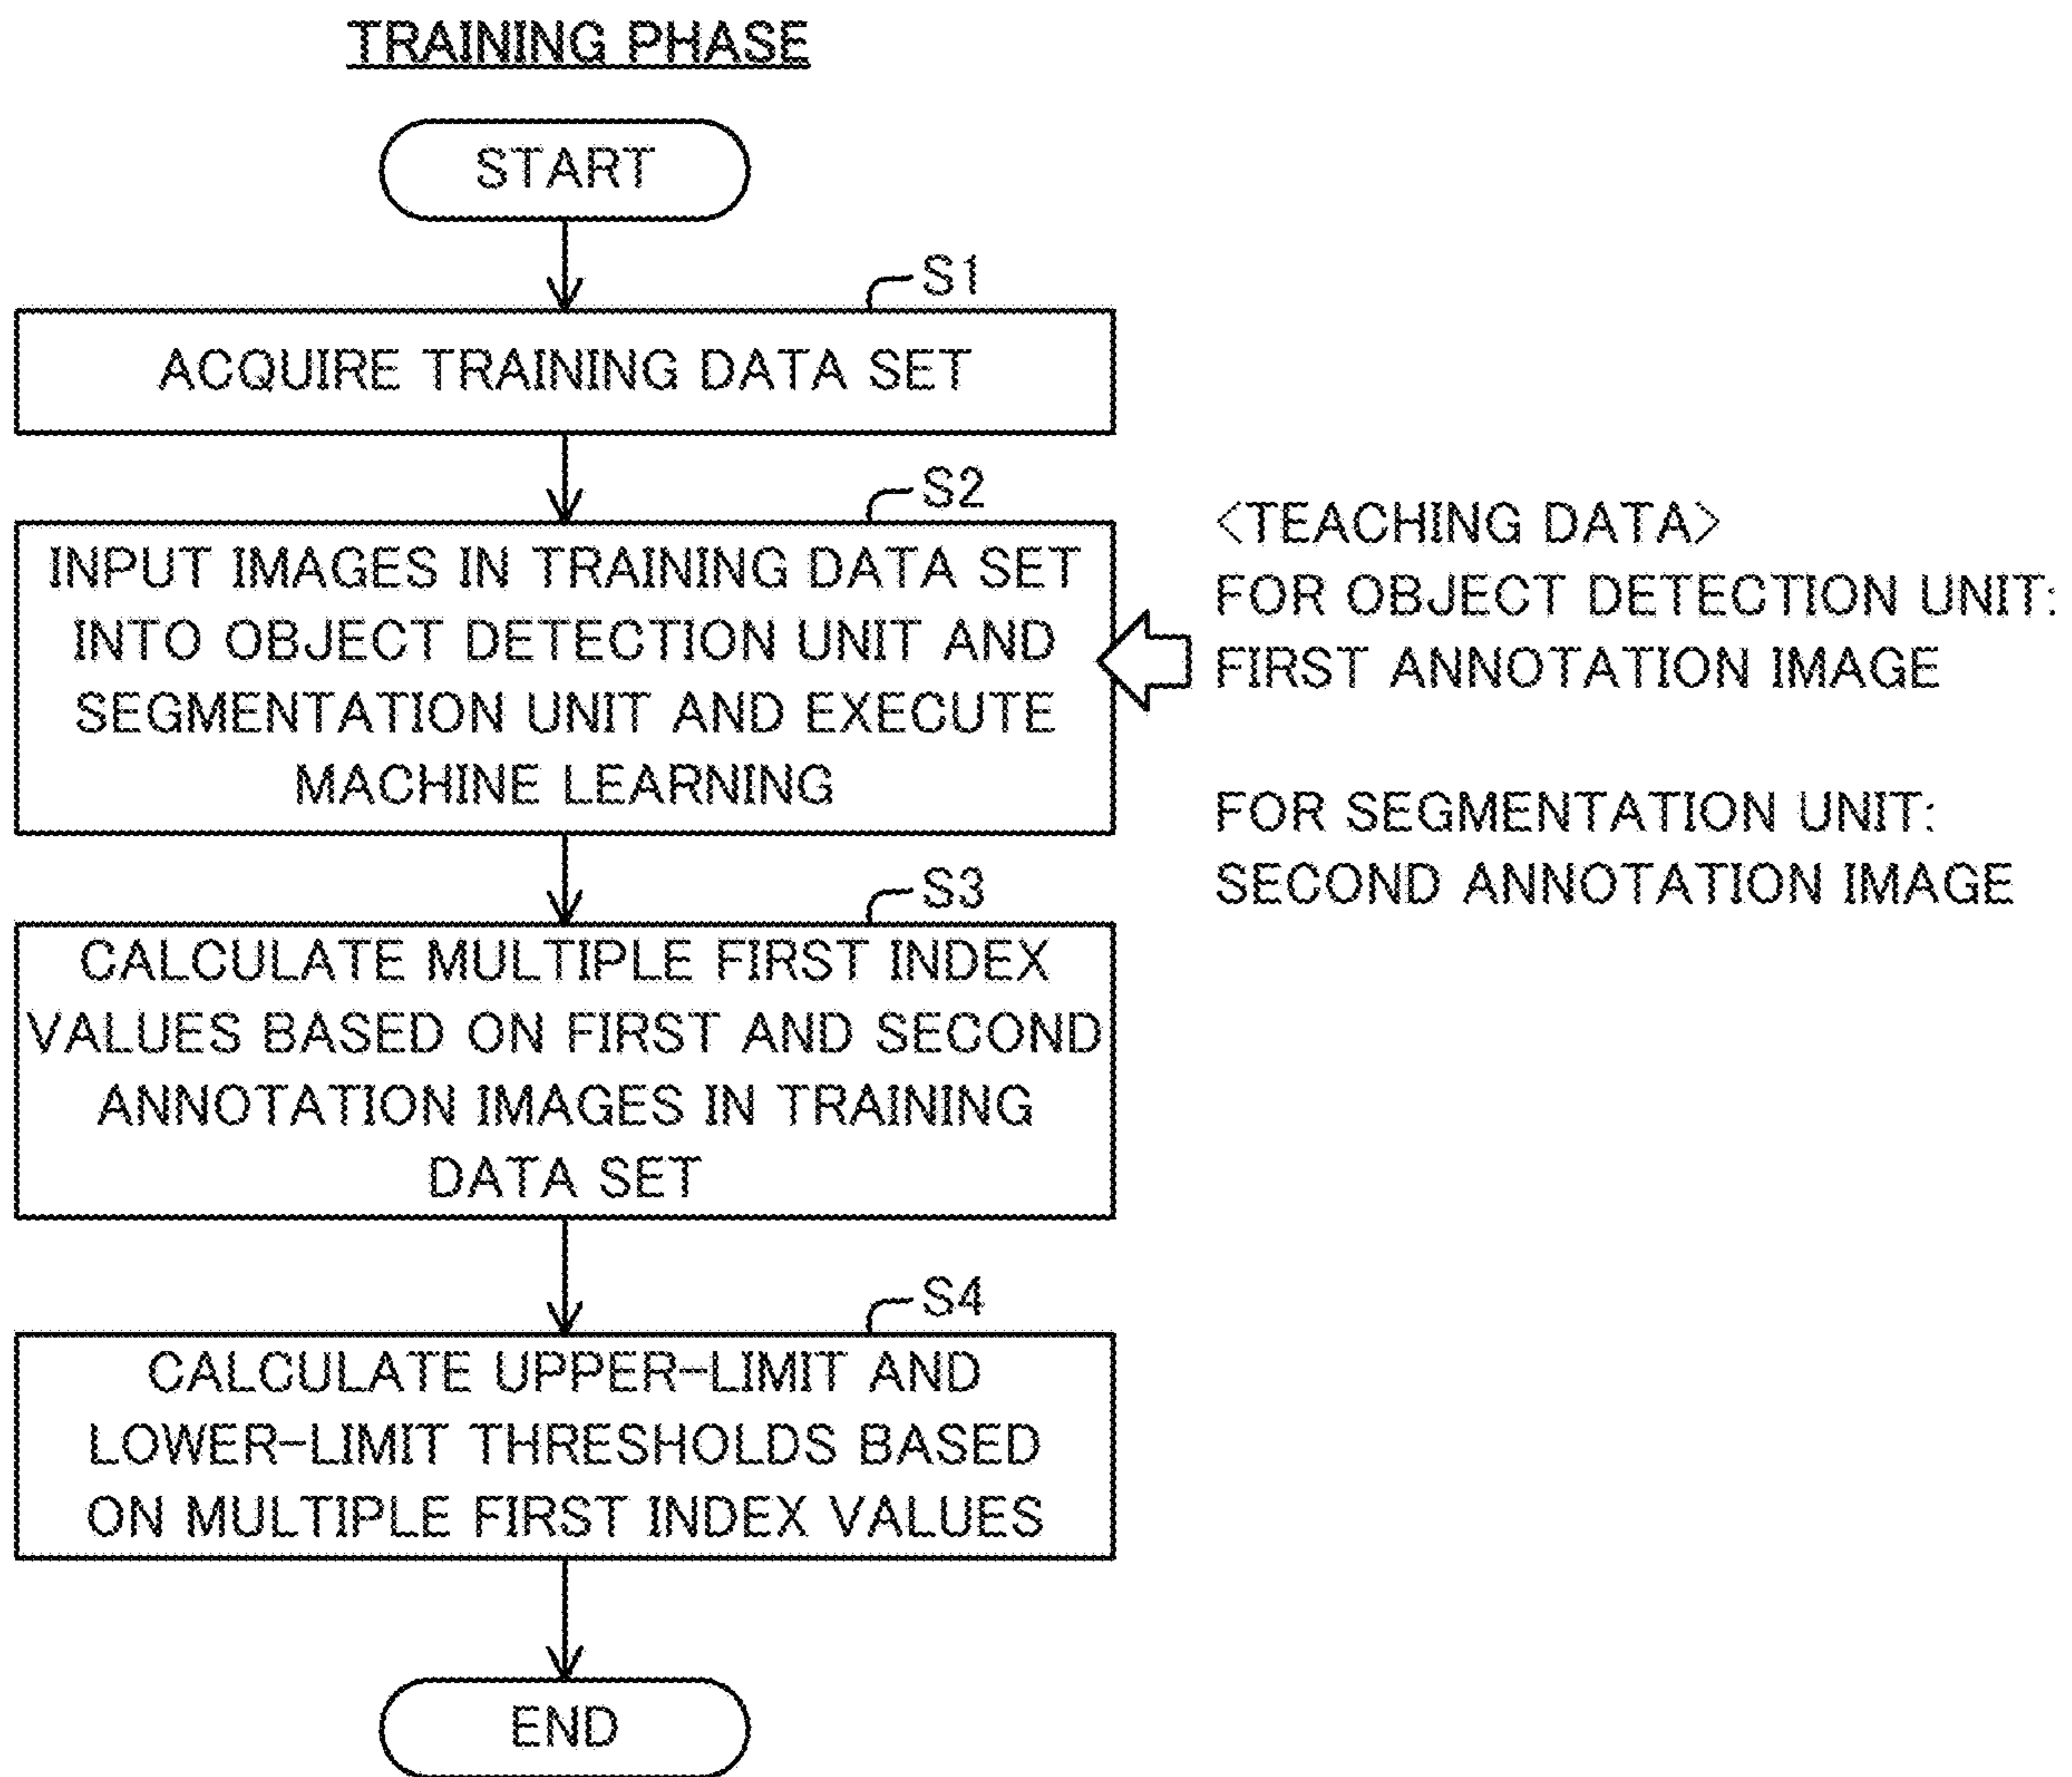 TRAINING PHASE
START
S1
ACQUIRE TRAINING DATA SET
S2
INPUT IMAGES IN TRAINING DATA SET
INTO OBJECT DETECTION UNIT AND
SEGMENTATION UNIT AND EXECUTE
MACHINE LEARNING
<TEACHING DATA>
FOR OBJECT DETECTION UNIT:
FIRST ANNOTATION IMAGE
FOR SEGMENTATION UNIT:
SECOND ANNOTATION IMAGE
S3
CALCULATE MULTIPLE FIRST INDEX
VALUES BASED ON FIRST AND SECOND
ANNOTATION IMAGES IN TRAINING
DATA SET
S4
CALCULATE UPPER-LIMIT AND
LOWER-LIMIT THRESHOLDS BASED
ON MULTIPLE FIRST INDEX VALUES
END